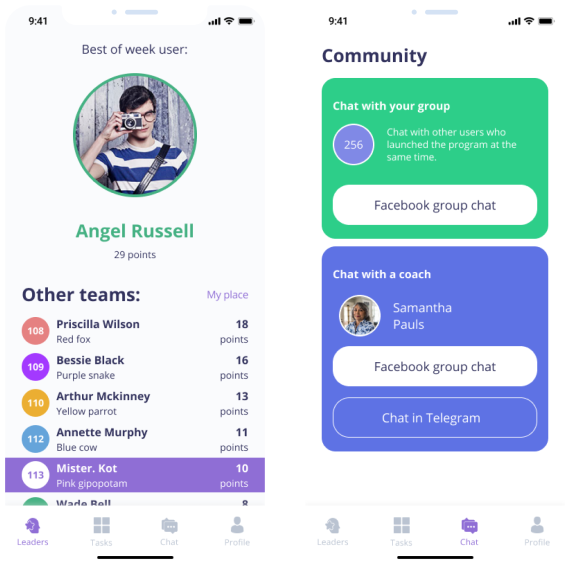 9:41
Best of week user:
Angel Russell
29 points
Other teams:
My place
108
Priscilla Wilson
18
Red fox
points
109
Bessie Black
16
Purple snake
points
110
Arthur Mckinney
13
Yellow parrot
points
112
Annette Murphy
11
Blue cow
points
113
Mister. Kot
10
Pink gipopotam
points
Wade Bell
8
Leaders
Tasks
Chat
Profile
9:41
Community
Chat with your group
256
Chat with other users who
launched the program at the
same time.
Facebook group chat
Chat with a coach
Samantha
Pauls
Facebook group chat
Chat in Telegram
Leaders
Tasks
Chat
Profile